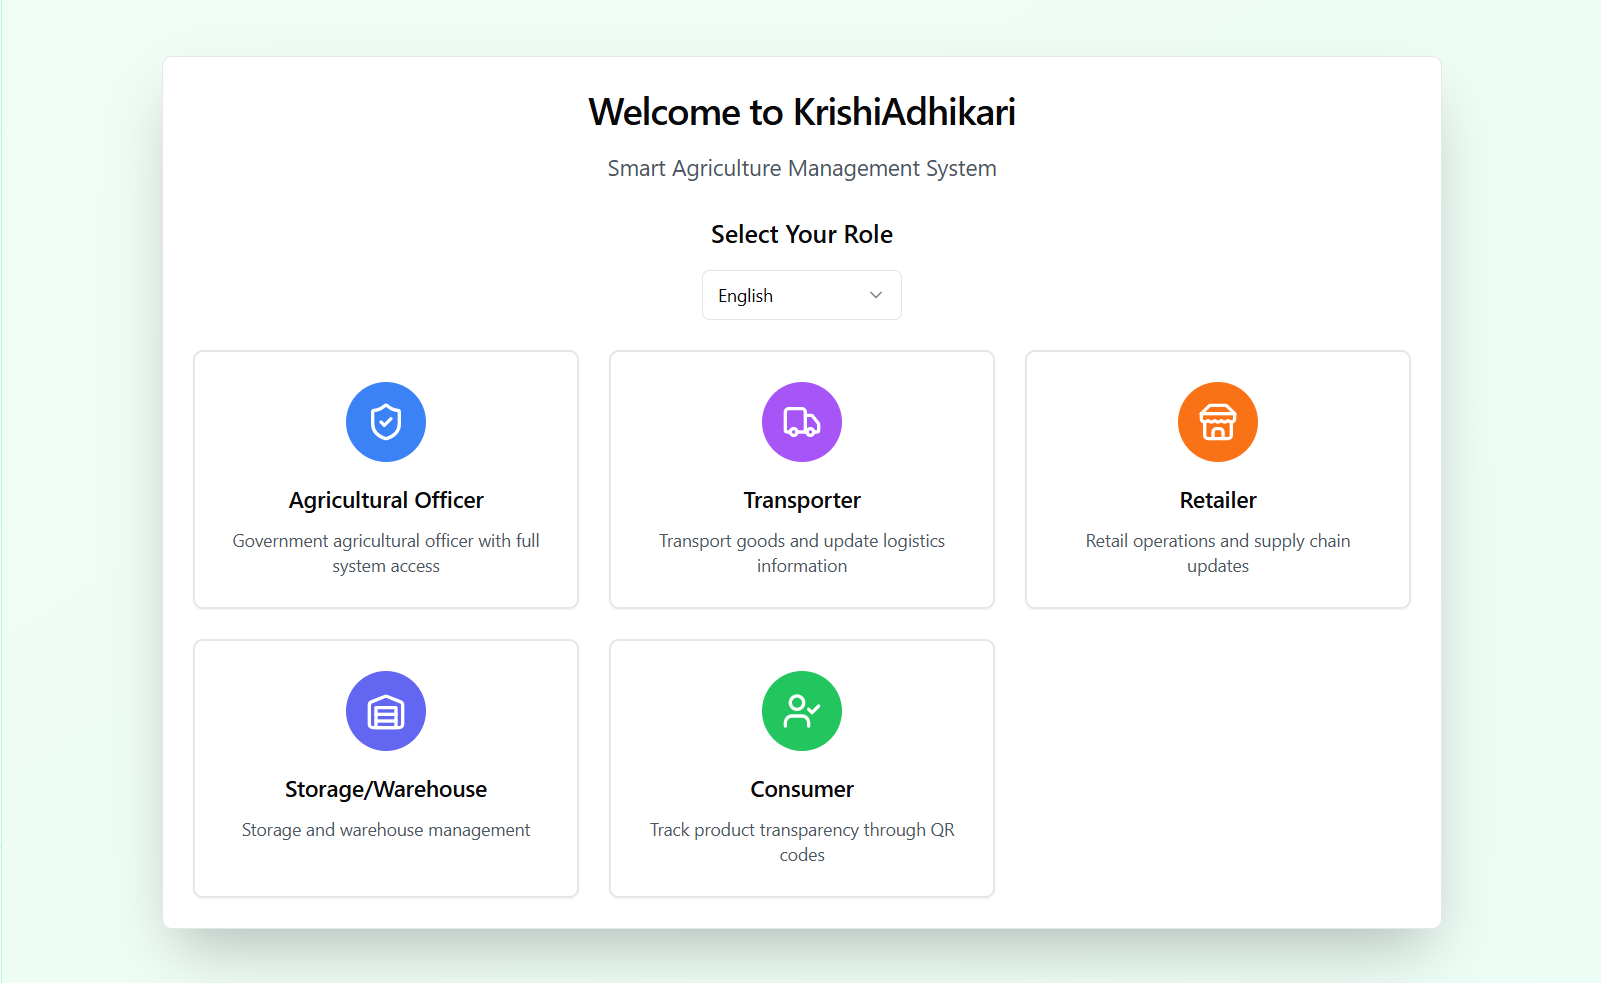 Welcome to KrishiAdhikari
Smart Agriculture Management System
Select Your Role
English
Agricultural Officer
Government agricultural officer with full
system access
Transporter
Transport goods and update logistics
information
Retailer
Retail operations and supply chain
updates
Storage/Warehouse
Storage and warehouse management
Consumer
Track product transparency through QR
codes